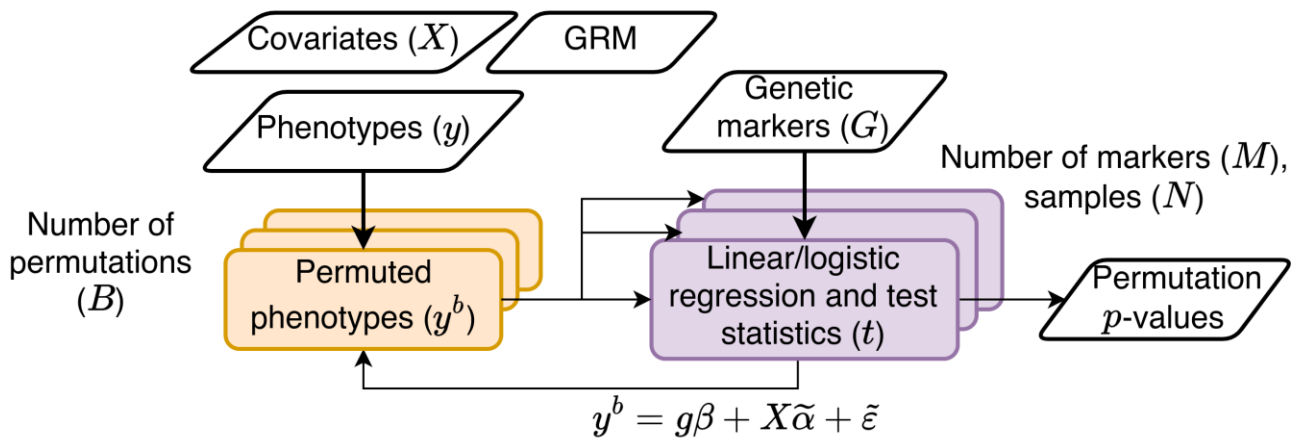 Covariates (X)
GRM
Phenotypes (y)
Genetic
markers (G)
Number of markers (M),
samples (N)
Number of
permutations
(B)
Permuted
phenotypes (y^b)
Linear/logistic
regression and test
statistics (t)
Permutation
p-values
y^b = gβ + Xα̃ + ε̃